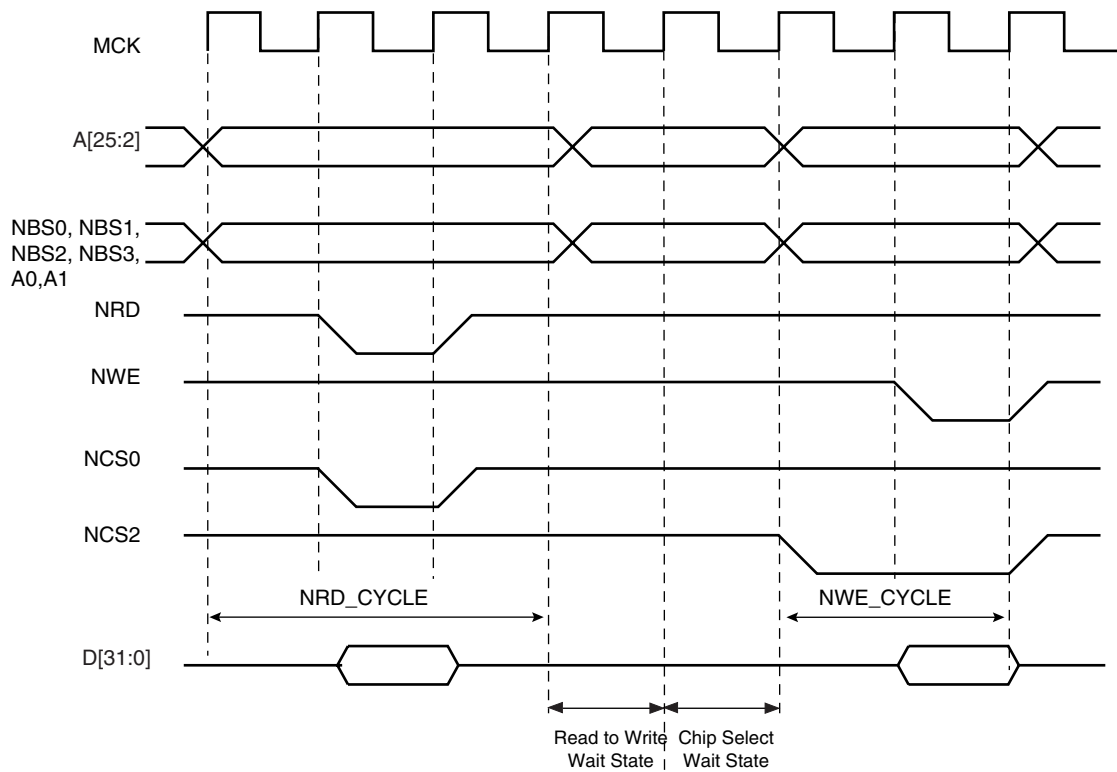 MCK
A[25:2]
NBS0, NBS1,
NBS2, NBS3,
A0,A1
NRD
NWE
NCS0
NCS2
NRD_CYCLE
NWE_CYCLE
D[31:0]
Read to Write
Wait State
Chip Select
Wait State